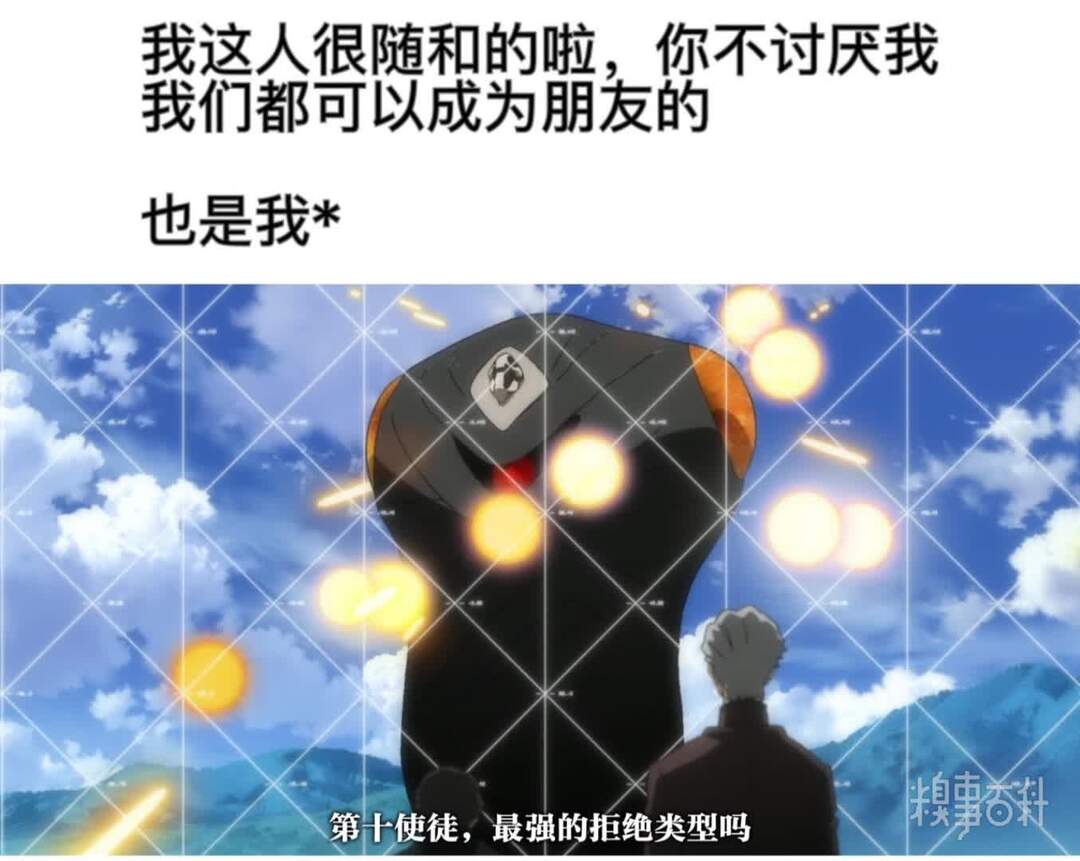 我这人很随和的啦，你不讨厌我
我们都可以成为朋友的
也是我*
第十使徒，最强的拒绝类型吗
糗事百科